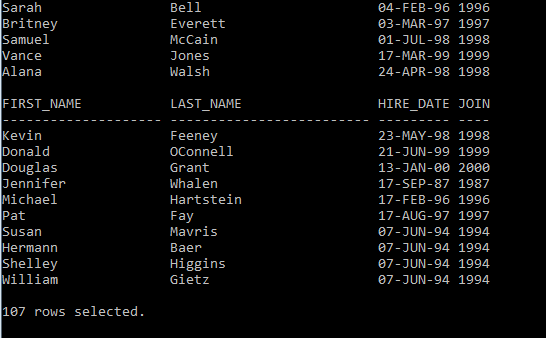 Sarah               Bell                      04-FEB-96 1996
Britney             Everett                   03-MAR-97 1997
Samuel              McCain                    01-JUL-98 1998
Vance               Jones                     17-MAR-99 1999
Alana               Walsh                     24-APR-98 1998

FIRST_NAME          LAST_NAME                 HIRE_DATE JOIN
-------------------- ------------------------- --------- ----
Kevin               Feeney                    23-MAY-98 1998
Donald              OConnell                  21-JUN-99 1999
Douglas             Grant                     13-JAN-00 2000
Jennifer            Whalen                    17-SEP-87 1987
Michael             Hartstein                 17-FEB-96 1996
Pat                 Fay                       17-AUG-97 1997
Susan               Mavris                    07-JUN-94 1994
Hermann             Baer                      07-JUN-94 1994
Shelley             Higgins                   07-JUN-94 1994
William             Gietz                     07-JUN-94 1994

107 rows selected.